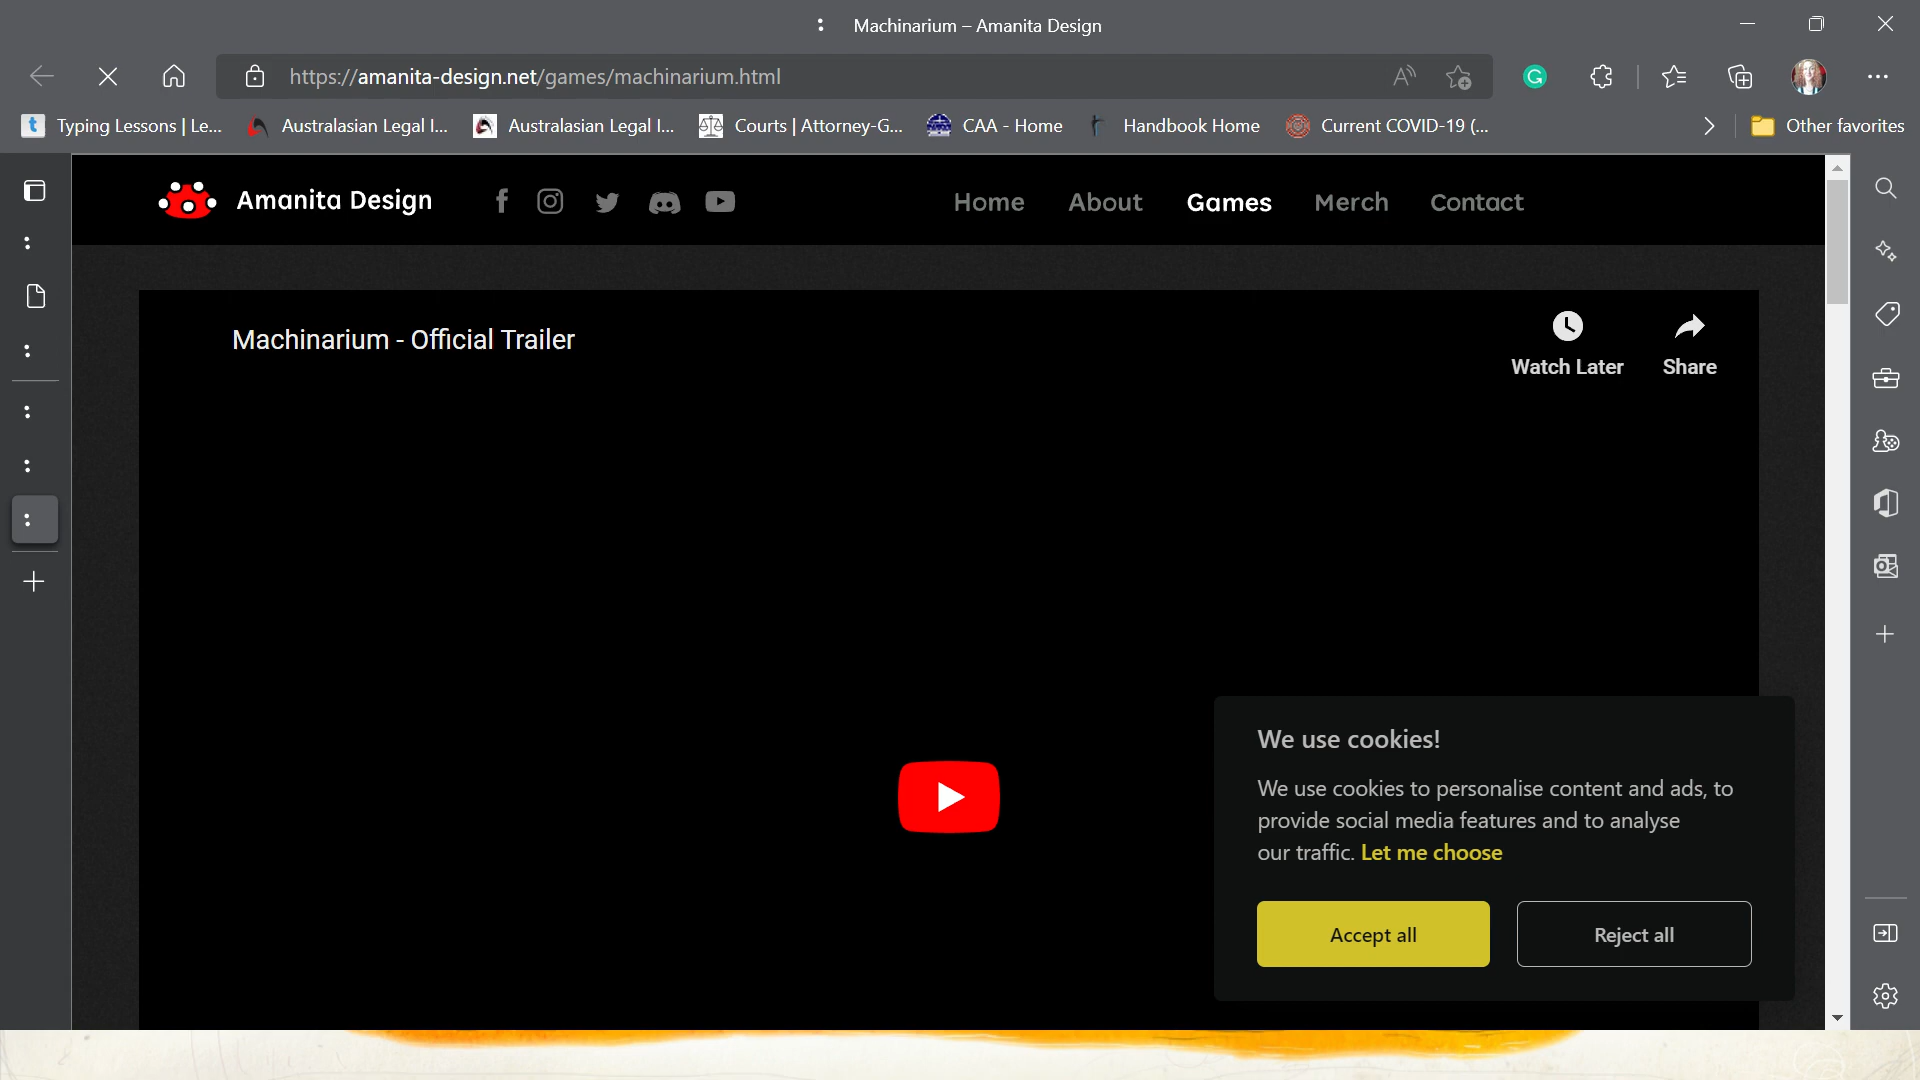 Machinarium – Amanita Design
https://amanita-design.net/games/machinarium.html
Typing Lessons | Le... Australasian Legal I... Australasian Legal I... Courts | Attorney-G... CAA - Home Handbook Home Current COVID-19 (... Other favorites
Amanita Design Home About Games Merch Contact
Machinarium - Official Trailer
Watch Later Share
We use cookies!
We use cookies to personalise content and ads, to
provide social media features and to analyse
our traffic. Let me choose
Accept all Reject all